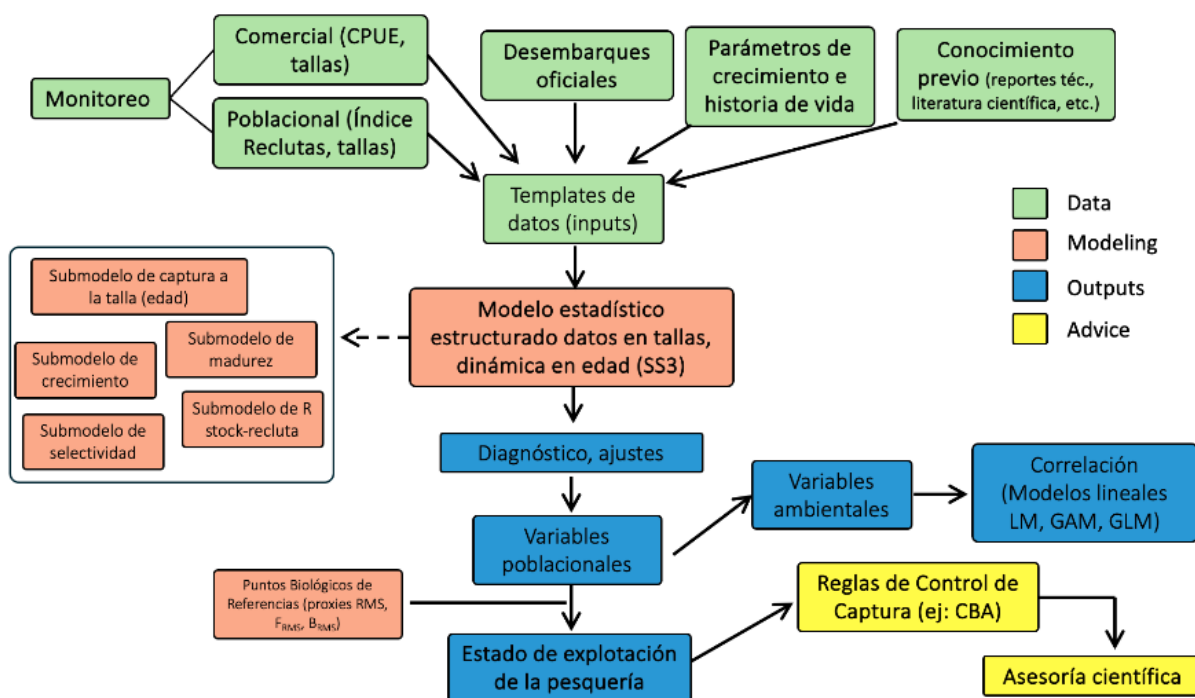 Monitoreo
Comercial (CPUE,
tallas)
Poblacional (Índice
Reclutas, tallas)
Desembarques
oficiales
Parámetros de
crecimiento e
historia de vida
Conocimiento
previo (reportes téc.,
literatura científica, etc.)
Templates de
datos (inputs)
Data
Modeling
Outputs
Advice
Submodelo de captura a
la talla (edad)
Submodelo de
madurez
Submodelo de
crecimiento
Submodelo de R
stock-recluta
Submodelo de
selectividad
Modelo estadístico
estructurado datos en tallas,
dinámica en edad (SS3)
Diagnóstico, ajustes
Variables
poblacionales
Variables
ambientales
Correlación
(Modelos lineales
LM, GAM, GLM)
Puntos Biológicos de
Referencias (proxies RMS,
FRMS, BRMS)
Estado de explotación
de la pesquería
Reglas de Control de
Captura (ej: CBA)
Asesoría científica